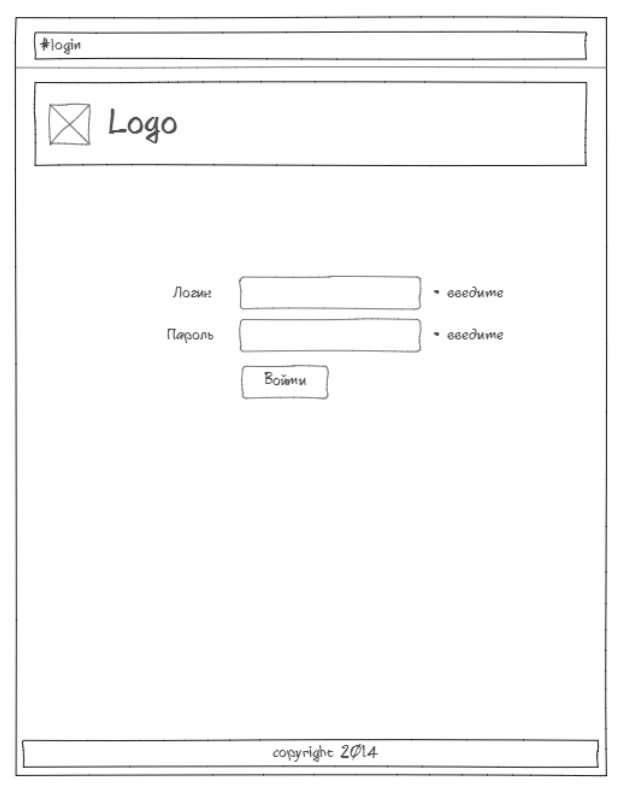 #login
Logo
Логин * введите
Пароль * введите
Войти
copyright 2014